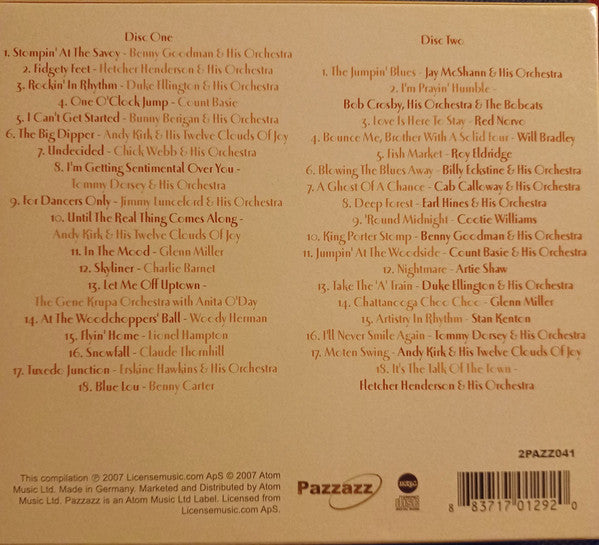 Disc One
1. Stompin' At The Savoy - Benny Goodman & His Orchestra
2. Fidgety Feet - Fletcher Henderson & His Orchestra
3. Rockin' In Rhythm - Duke Ellington & His Orchestra
4. One O'Clock Jump - Count Basie
5. I Can't Get Started - Bunny Berigan & His Orchestra
6. The Big Dipper - Andy Kirk & His Twelve Clouds Of Joy
7. Undecided - Chick Webb & His Orchestra
8. I'm Getting Sentimental Over You -
Tommy Dorsey & His Orchestra
9. For Dancers Only - Jimmy Lunceford & His Orchestra
10. Until The Real Thing Comes Along -
Andy Kirk & His Twelve Clouds Of Joy
11. In The Mood - Glenn Miller
12. Skyliner - Charlie Barnet
13. Let Me Off Uptown -
The Gene Krupa Orchestra with Anita O'Day
14. At The Woodchoppers' Ball - Woody Herman
15. Flyin' Home - Lionel Hampton
16. Snowfall - Claude Thornhill
17. Tuxedo Junction - Erskine Hawkins & His Orchestra
18. Blue Lou - Benny Carter
Disc Two
1. The Jumpin' Blues - Jay McShann & His Orchestra
2. I'm Prayin' Humble -
Bob Crosby, His Orchestra & The Bobcats
3. Love Is Here To Stay - Red Norvo
4. Bounce Me, Brother With A Solid Four - Will Bradley
5. Fish Market - Roy Eldridge
6. Blowing The Blues Away - Billy Eckstine & His Orchestra
7. A Ghost Of A Chance - Cab Calloway & His Orchestra
8. Deep Forest - Earl Hines & His Orchestra
9. 'Round Midnight - Cootie Williams
10. King Porter Stomp - Benny Goodman & His Orchestra
11. Jumpin' At The Woodside - Count Basie & His Orchestra
12. Nightmare - Artie Shaw
13. Take The 'A' Train - Duke Ellington & His Orchestra
14. Chattanooga Choo Choo - Glenn Miller
15. Artistry In Rhythm - Stan Kenton
16. I'll Never Smile Again - Tommy Dorsey & His Orchestra
17. Moten Swing - Andy Kirk & His Twelve Clouds Of Joy
18. It's The Talk Of The Town -
Fletcher Henderson & His Orchestra
This compilation ℗ 2007 Licensemusic.com ApS © 2007 Atom
Music Ltd. Made in Germany. Marketed and Distributed by Atom
Music Ltd. Pazzazz is an Atom Music Ltd Label. Licensed from
Licensemusic.com ApS.
Pazzazz
2PAZZ041
8 83717 01292 0